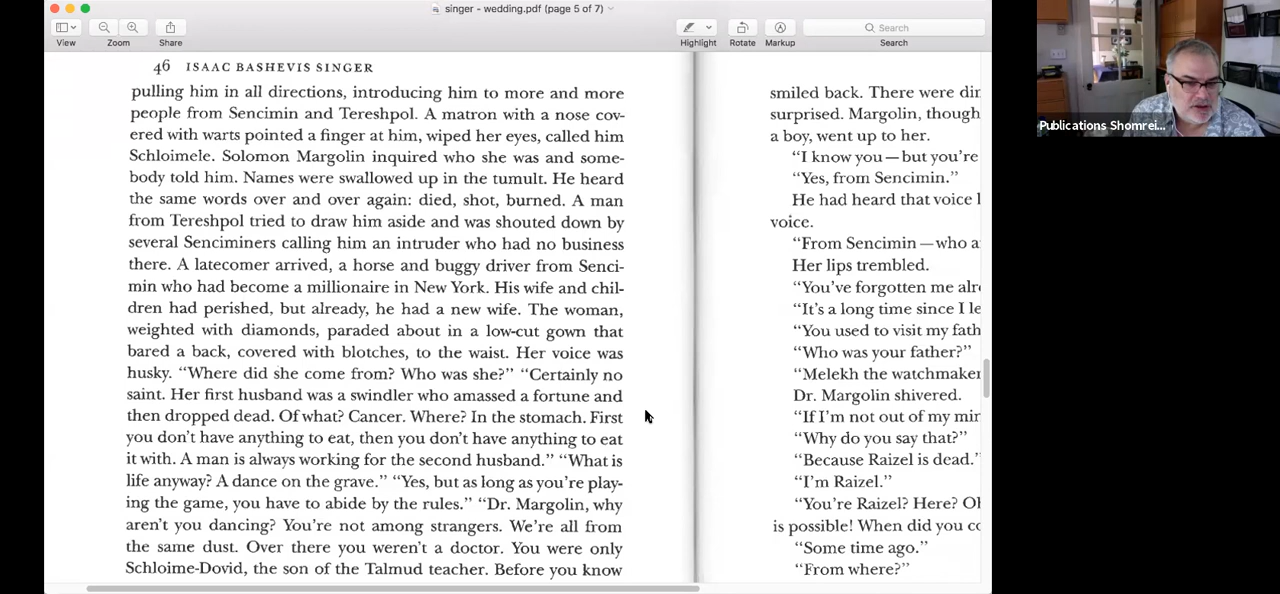 singer - wedding.pdf (page 5 of 7)
View
Zoom
Share
Highlight
Rotate
Markup
Search
Search
Publications Shomrei...
46 ISAAC BASHEVIS SINGER
pulling him in all directions, introducing him to more and more
people from Sencimin and Tereshpol. A matron with a nose cov-
ered with warts pointed a finger at him, wiped her eyes, called him
Schloimele. Solomon Margolin inquired who she was and some-
body told him. Names were swallowed up in the tumult. He heard
the same words over and over again: died, shot, burned. A man
from Tereshpol tried to draw him aside and was shouted down by
several Senciminers calling him an intruder who had no business
there. A latecomer arrived, a horse and buggy driver from Senci-
min who had become a millionaire in New York. His wife and chil-
dren had perished, but already, he had a new wife. The woman,
weighted with diamonds, paraded about in a low-cut gown that
bared a back, covered with blotches, to the waist. Her voice was
husky. “Where did she come from? Who was she?” “Certainly no
saint. Her first husband was a swindler who amassed a fortune and
then dropped dead. Of what? Cancer. Where? In the stomach. First
you don’t have anything to eat, then you don’t have anything to eat
it with. A man is always working for the second husband.” “What is
life anyway? A dance on the grave.” “Yes, but as long as you’re play-
ing the game, you have to abide by the rules.” “Dr. Margolin, why
aren’t you dancing? You’re not among strangers. We’re all from
the same dust. Over there you weren’t a doctor. You were only
Schloime-Dovid, the son of the Talmud teacher. Before you know
smiled back. There were
surprised. Margolin, though
a boy, went up to her.
“I know you—but you’re
“Yes, from Sencimin.”
He had heard that voice
voice.
“From Sencimin—who
Her lips trembled.
“You’ve forgotten me
“It’s a long time since I
“You used to visit my
“Who was your father?”
“Melekh the watchmaker
Dr. Margolin shivered.
“If I’m not out of my
“Why do you say that?”
“Because Raizel is dead.”
“I’m Raizel.”
“You’re Raizel? Here?
is possible! When did you
“Some time ago.”
“From where?”